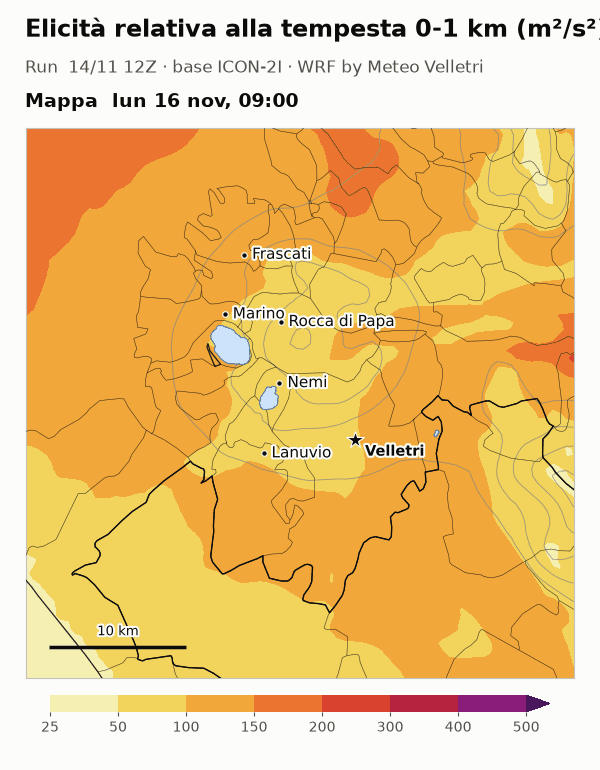 Elicità relativa alla tempesta 0-1 km (m²/s²)
Run 14/11 12Z · base ICON-2I · WRF by Meteo Velletri
Mappa lun 16 nov, 09:00
Frascati
Marino
Rocca di Papa
Nemi
Velletri
Lanuvio
10 km
25 50 100 150 200 300 400 500